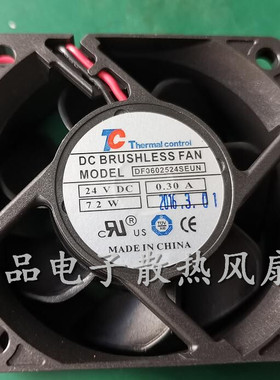 TC Thermal control
DC BRUSHLESS FAN
MODEL DF0602524SEUN
24 V DC 0.30 A
7.2 W 2016.3.01
C US
MADE IN CHINA
品电子散热风扇